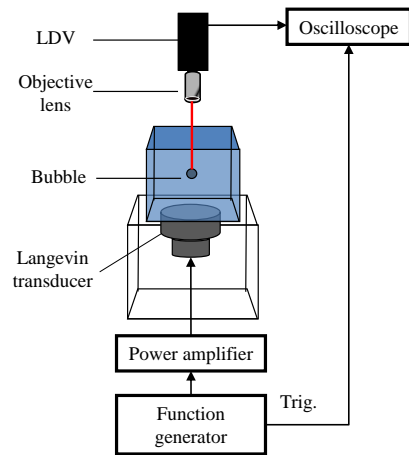 LDV
Oscilloscope
Objective
lens
Bubble
Langevin
transducer
Power amplifier
Function
generator
Trig.